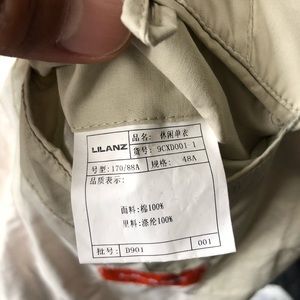 LILANZ
品名: 休闲单衣
货号: 9CXD001-1
号型:170/88A 规格: 48A
品质表示:
面料:棉100%
里料:涤纶100%
批号: D901 001